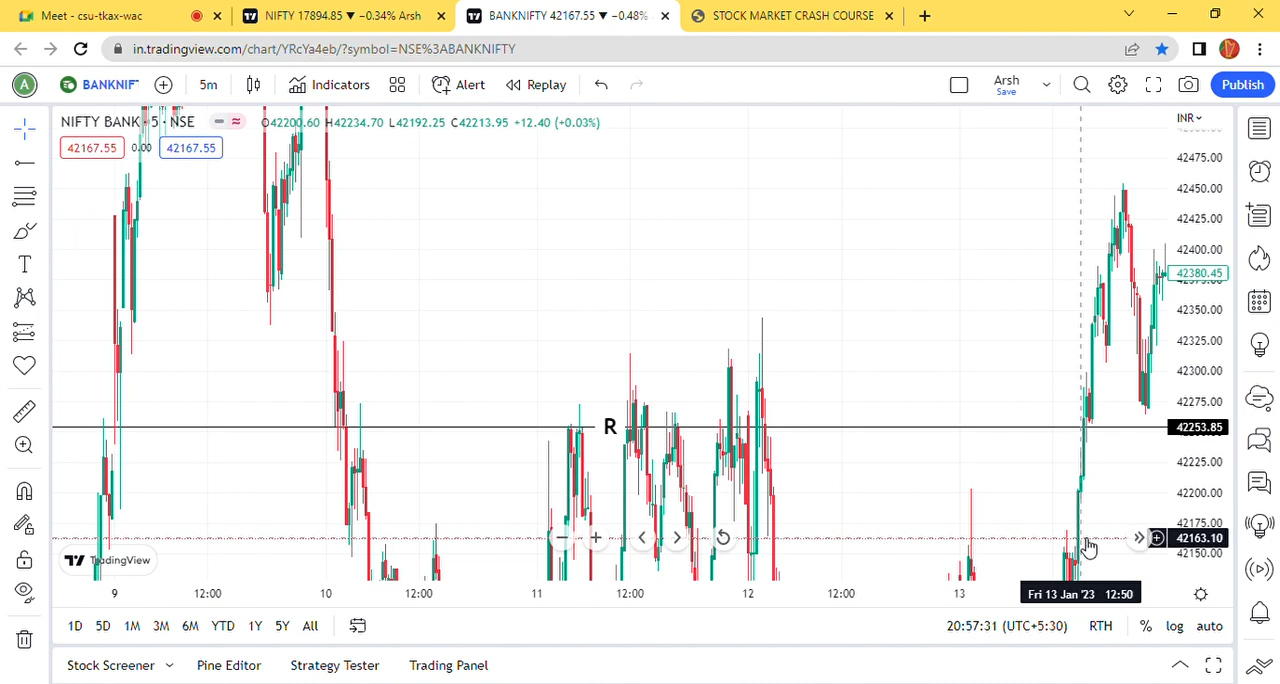 Meet - csu-tkax-wac
NIFTY 17894.85 ▼ −0.34% Arsh
BANKNIFTY 42167.55 ▼ −0.48%
STOCK MARKET CRASH COURSE
in.tradingview.com/chart/YRcYa4eb/?symbol=NSE%3ABANKNIFTY
A
BANKNIF
5m
Indicators
Alert
Replay
Arsh
Save
Publish
NIFTY BANK · 5 · NSE
O42200.60 H42234.70 L42192.25 C42213.95 +12.40 (+0.03%)
INR
42167.55
0.00
42167.55
42475.00
42450.00
42425.00
42400.00
42380.45
42350.00
42325.00
42300.00
42275.00
R
42253.85
42225.00
42200.00
42175.00
42163.10
42150.00
TradingView
9
12:00
10
12:00
11
12:00
12
12:00
13
Fri 13 Jan '23 12:50
1D
5D
1M
3M
6M
YTD
1Y
5Y
All
20:57:31 (UTC+5:30)
RTH
%
log
auto
Stock Screener
Pine Editor
Strategy Tester
Trading Panel